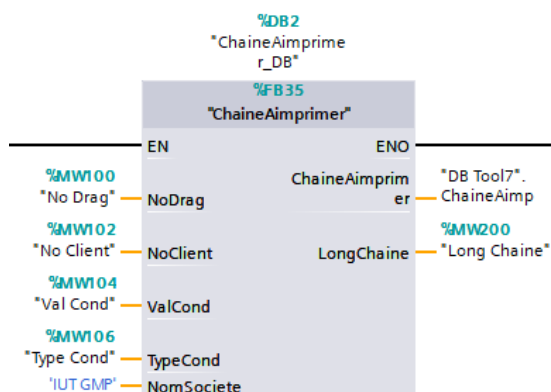 %DB2
"ChaineAimprime
r_DB"
%FB35
"ChaineAimprimer"
EN ENO
%MW100
"No Drag" NoDrag
ChaineAimprim
er
"DB Tool7".
ChaineAimp
%MW102
"No Client" NoClient
LongChaine
%MW200
"Long Chaine"
%MW104
"Val Cond" ValCond
%MW106
"Type Cond" TypeCond
'IUT GMP' NomSociete